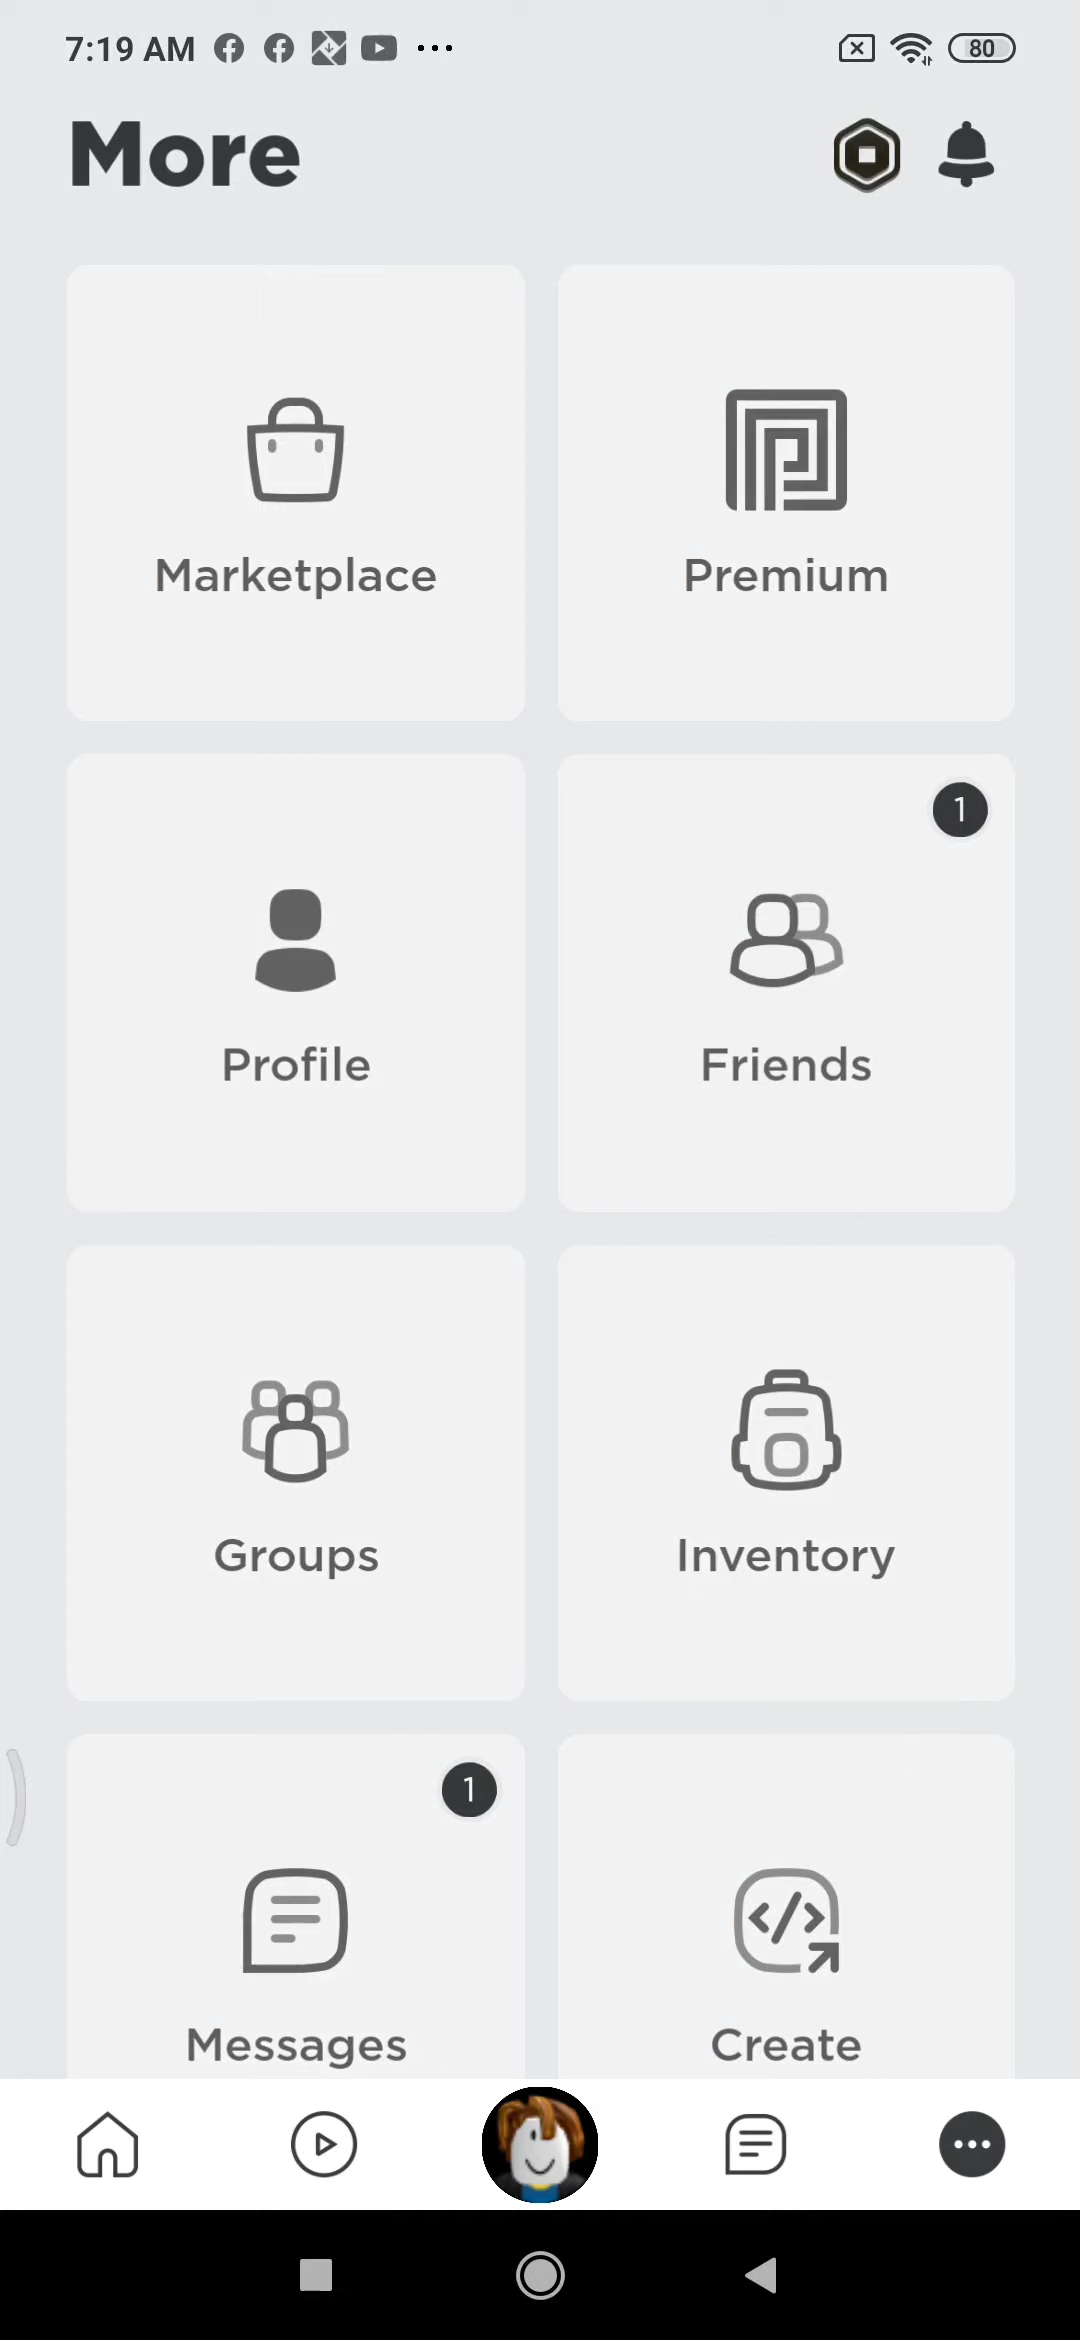 7:19 AM
80
More
Marketplace
Premium
1
Profile
Friends
Groups
Inventory
1
Messages
Create